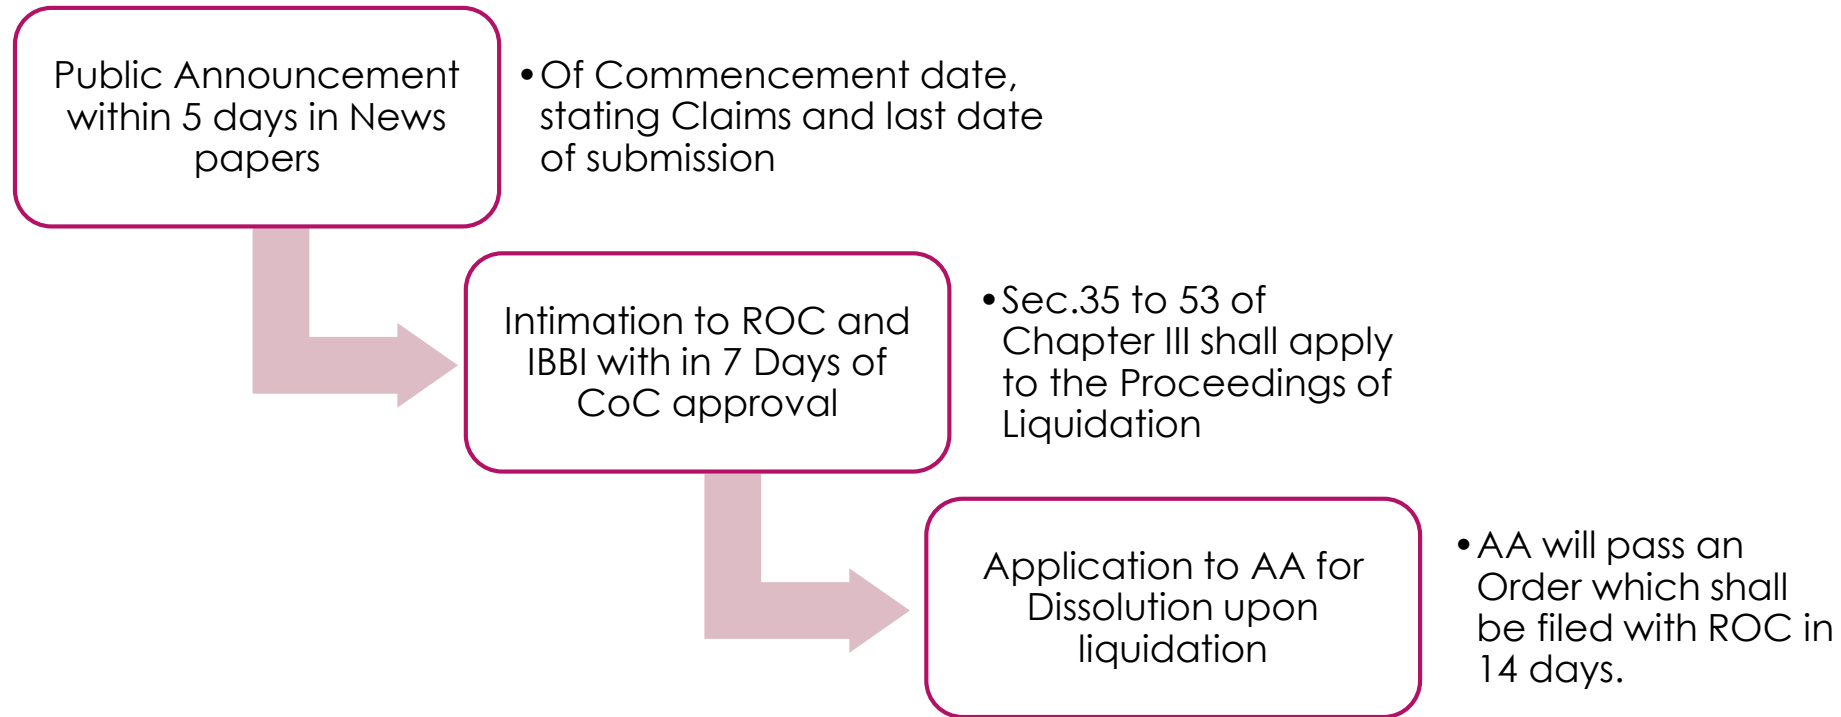 Public Announcement
within 5 days in News
papers
•Of Commencement date,
stating Claims and last date
of submission
Intimation to ROC and
IBBI with in 7 Days of
CoC approval
•Sec.35 to 53 of
Chapter III shall apply
to the Proceedings of
Liquidation
Application to AA for
Dissolution upon
liquidation
•AA will pass an
Order which shall
be filed with ROC in
14 days.